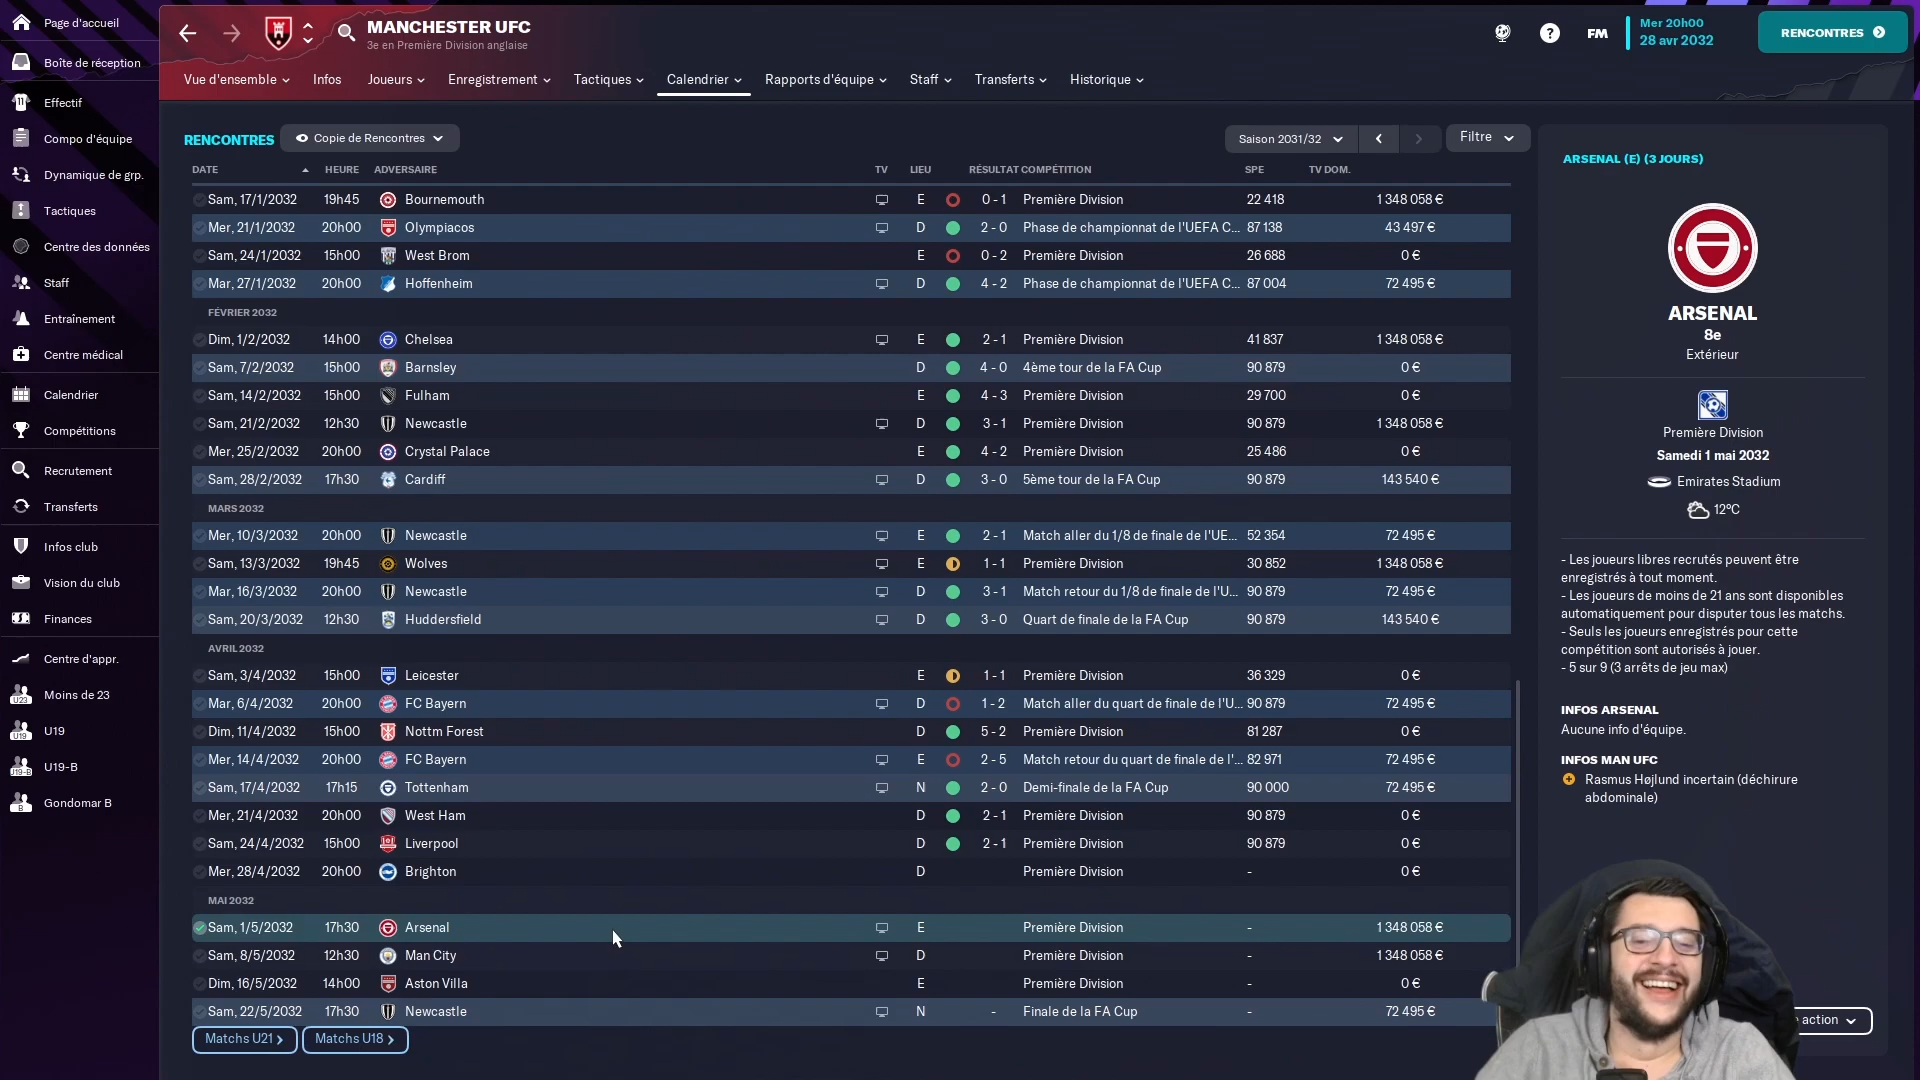 Page d'accueil
Boîte de réception
Effectif
Compo d'équipe
Dynamique de grp.
Tactiques
Centre des données
Staff
Entraînement
Centre médical
Calendrier
Compétitions
Recrutement
Transferts
Infos club
Vision du club
Finances
Centre d'appr.
Moins de 23
U19
U19-B
Gondomar B
MANCHESTER UFC
3e en Première Division anglaise
FM
Mer 20h00
28 avr 2032
RENCONTRES
Vue d'ensemble Infos Joueurs Enregistrement Tactiques Calendrier Rapports d'équipe Staff Transferts Historique
RENCONTRES Copie de Rencontres Saison 2031/32 Filtre
DATE HEURE ADVERSAIRE TV LIEU RÉSULTAT COMPÉTITION SPE TV DOM.
Sam, 17/1/2032 19h45 Bournemouth E 0 - 1 Première Division 22 418 1 348 058 €
Mer, 21/1/2032 20h00 Olympiacos D 2 - 0 Phase de championnat de l'UEFA C... 87 138 43 497 €
Sam, 24/1/2032 15h00 West Brom E 0 - 2 Première Division 26 688 0 €
Mar, 27/1/2032 20h00 Hoffenheim D 4 - 2 Phase de championnat de l'UEFA C... 87 004 72 495 €
FÉVRIER 2032
Dim, 1/2/2032 14h00 Chelsea E 2 - 1 Première Division 41 837 1 348 058 €
Sam, 7/2/2032 15h00 Barnsley D 4 - 0 4ème tour de la FA Cup 90 879 0 €
Sam, 14/2/2032 15h00 Fulham E 4 - 3 Première Division 29 700 0 €
Sam, 21/2/2032 12h30 Newcastle D 3 - 1 Première Division 90 879 1 348 058 €
Mer, 25/2/2032 20h00 Crystal Palace E 4 - 2 Première Division 25 486 0 €
Sam, 28/2/2032 17h30 Cardiff D 3 - 0 5ème tour de la FA Cup 90 879 143 540 €
MARS 2032
Mer, 10/3/2032 20h00 Newcastle E 2 - 1 Match aller du 1/8 de finale de l'UE... 52 354 72 495 €
Sam, 13/3/2032 19h45 Wolves E 1 - 1 Première Division 30 852 1 348 058 €
Mar, 16/3/2032 20h00 Newcastle D 3 - 1 Match retour du 1/8 de finale de l'U... 90 879 72 495 €
Sam, 20/3/2032 12h30 Huddersfield D 3 - 0 Quart de finale de la FA Cup 90 879 143 540 €
AVRIL 2032
Sam, 3/4/2032 15h00 Leicester E 1 - 1 Première Division 36 329 0 €
Mar, 6/4/2032 20h00 FC Bayern D 1 - 2 Match aller du quart de finale de l'U... 90 879 72 495 €
Dim, 11/4/2032 15h00 Nottm Forest D 5 - 2 Première Division 81 287 0 €
Mer, 14/4/2032 20h00 FC Bayern E 2 - 5 Match retour du quart de finale de l'... 82 971 72 495 €
Sam, 17/4/2032 17h15 Tottenham N 2 - 0 Demi-finale de la FA Cup 90 000 72 495 €
Mer, 21/4/2032 20h00 West Ham D 2 - 1 Première Division 90 879 0 €
Sam, 24/4/2032 15h00 Liverpool D 2 - 1 Première Division 90 879 0 €
Mer, 28/4/2032 20h00 Brighton D Première Division - 0 €
MAI 2032
Sam, 1/5/2032 17h30 Arsenal E Première Division - 1 348 058 €
Sam, 8/5/2032 12h30 Man City D Première Division - 1 348 058 €
Dim, 16/5/2032 14h00 Aston Villa E Première Division - 0 €
Sam, 22/5/2032 17h30 Newcastle N - Finale de la FA Cup - 72 495 €
Matchs U21 Matchs U18
ARSENAL (E) (3 JOURS)
ARSENAL
8e
Extérieur
Première Division
Samedi 1 mai 2032
Emirates Stadium
12°C
- Les joueurs libres recrutés peuvent être
enregistrés à tout moment.
- Les joueurs de moins de 21 ans sont disponibles
automatiquement pour disputer tous les matchs.
- Seuls les joueurs enregistrés pour cette
compétition sont autorisés à jouer.
- 5 sur 9 (3 arrêts de jeu max)
INFOS ARSENAL
Aucune info d'équipe.
INFOS MAN UFC
Rasmus Højlund incertain (déchirure
abdominale)
action